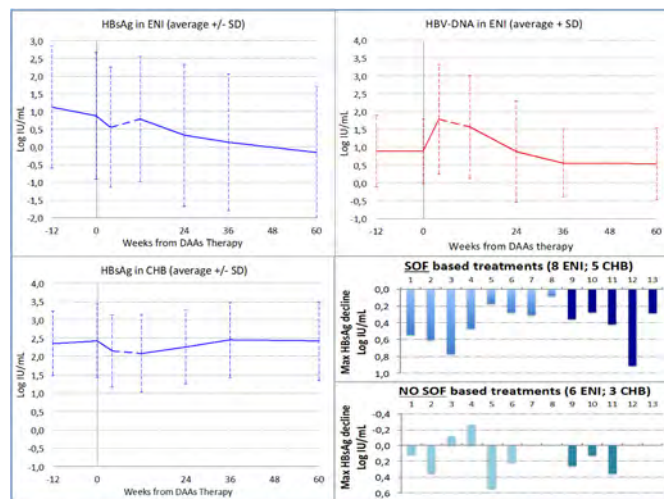 HBsAg in ENI (average +/- SD)
3,0
2,5
2,0
1,5
1,0
0,5
0,0
-0,5
-1,0
-1,5
-2,0
Log IU/mL
-12 0 12 24 36 48 60
Weeks from DAAs Therapy
HBV-DNA in ENI (average + SD)
4,0
3,5
3,0
2,5
2,0
1,5
1,0
0,5
0,0
-0,5
-1,0
Log IU/mL
-12 0 12 24 36 48 60
Weeks from DAAs Therapy
HBsAg in CHB (average +/- SD)
4,0
3,5
3,0
2,5
2,0
1,5
1,0
0,5
0,0
-0,5
-1,0
Log IU/mL
-12 0 12 24 36 48 60
Weeks from DAAs Therapy
SOF based treatments (8 ENI; 5 CHB)
1 2 3 4 5 6 7 8 9 10 11 12 13
0,0
0,2
0,4
0,6
0,8
1,0
Max HBsAg decline
Log IU/mL
NO SOF based treatments (6 ENI; 3 CHB)
1 2 3 4 5 6 7 8 9 10 11 12 13
-0,4
-0,2
0,0
0,2
0,4
0,6
Max HBsAg decline
Log IU/mL